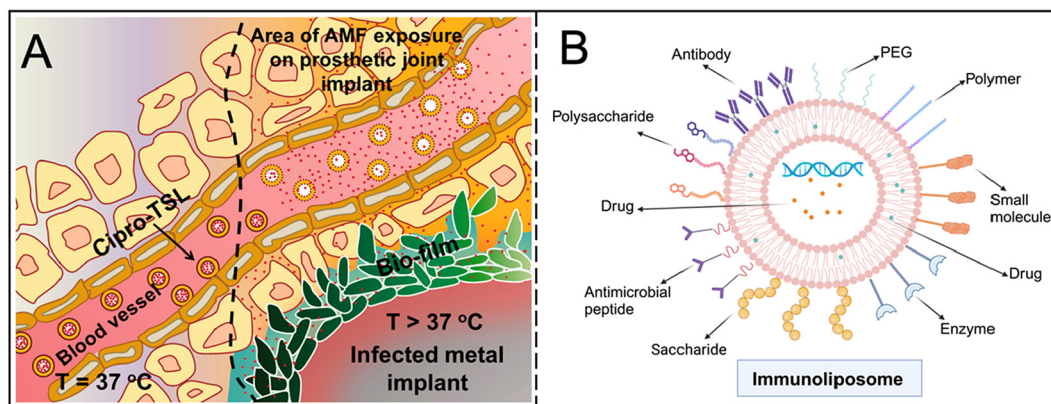 A
Area of AMF exposure
on prosthetic joint
implant
Cipro-TSL
Blood vessel
T = 37 °C
Bio-film
T > 37 °C
Infected metal
implant
B
Antibody
PEG
Polymer
Polysaccharide
Small
molecule
Drug
Drug
Antimicrobial
peptide
Enzyme
Saccharide
Immunoliposome